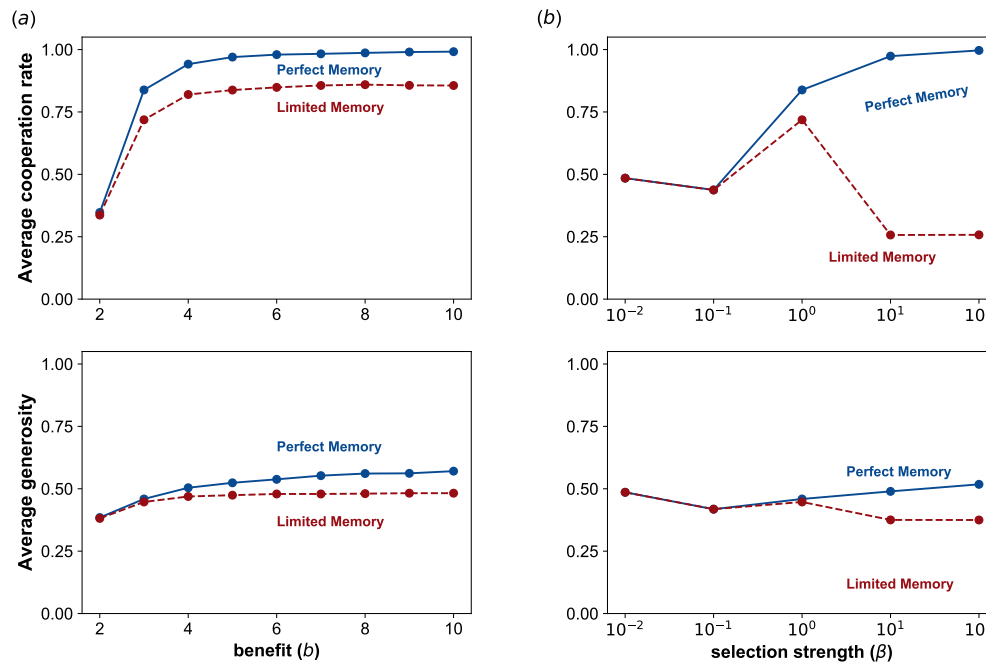 (a)
(b)
Average cooperation rate
1.00
0.75
0.50
0.25
0.00
2 4 6 8 10
Perfect Memory
Limited Memory
1.00
0.75
0.50
0.25
0.00
10⁻² 10⁻¹ 10⁰ 10¹ 10
Perfect Memory
Limited Memory
Average generosity
1.00
0.75
0.50
0.25
0.00
2 4 6 8 10
benefit (b)
Perfect Memory
Limited Memory
1.00
0.75
0.50
0.25
0.00
10⁻² 10⁻¹ 10⁰ 10¹ 10
selection strength (β)
Perfect Memory
Limited Memory